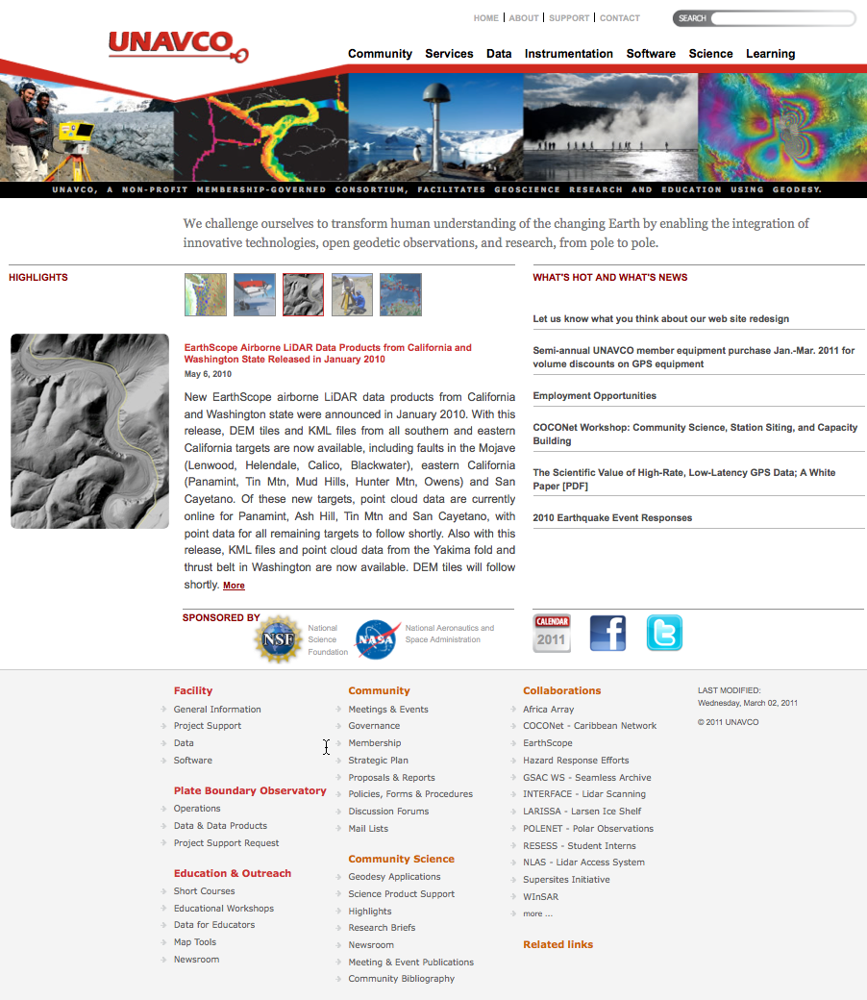 HOME | ABOUT | SUPPORT | CONTACT
SEARCH
UNAVCO
Community Services Data Instrumentation Software Science Learning
UNAVCO, A NON-PROFIT MEMBERSHIP-GOVERNED CONSORTIUM, FACILITATES GEOSCIENCE RESEARCH AND EDUCATION USING GEODESY.
We challenge ourselves to transform human understanding of the changing Earth by enabling the integration of
innovative technologies, open geodetic observations, and research, from pole to pole.
HIGHLIGHTS
EarthScope Airborne LiDAR Data Products from California and
Washington State Released in January 2010
May 6, 2010
New EarthScope airborne LiDAR data products from California
and Washington state were announced in January 2010. With this
release, DEM tiles and KML files from all southern and eastern
California targets are now available, including faults in the Mojave
(Lenwood, Helendale, Calico, Blackwater), eastern California
(Panamint, Tin Mtn, Mud Hills, Hunter Mtn, Owens) and San
Cayetano. Of these new targets, point cloud data are currently
online for Panamint, Ash Hill, Tin Mtn and San Cayetano, with
point data for all remaining targets to follow shortly. Also with this
release, KML files and point cloud data from the Yakima fold and
thrust belt in Washington are now available. DEM tiles will follow
shortly. More
WHAT'S HOT AND WHAT'S NEWS
Let us know what you think about our web site redesign
Semi-annual UNAVCO member equipment purchase Jan.-Mar. 2011 for
volume discounts on GPS equipment
Employment Opportunities
COCONet Workshop: Community Science, Station Siting, and Capacity
Building
The Scientific Value of High-Rate, Low-Latency GPS Data; A White
Paper [PDF]
2010 Earthquake Event Responses
SPONSORED BY
NSF
National
Science
Foundation
NASA
National Aeronautics and
Space Administration
CALENDAR
2011
f
t
Facility
General Information
Project Support
Data
Software
Plate Boundary Observatory
Operations
Data & Data Products
Project Support Request
Education & Outreach
Short Courses
Educational Workshops
Data for Educators
Map Tools
Newsroom
Community
Meetings & Events
Governance
Membership
Strategic Plan
Proposals & Reports
Policies, Forms & Procedures
Discussion Forums
Mail Lists
Community Science
Geodesy Applications
Science Product Support
Highlights
Research Briefs
Newsroom
Meeting & Event Publications
Community Bibliography
Collaborations
Africa Array
COCONet - Caribbean Network
EarthScope
Hazard Response Efforts
GSAC WS - Seamless Archive
INTERFACE - Lidar Scanning
LARISSA - Larsen Ice Shelf
POLENET - Polar Observations
RESESS - Student Interns
NLAS - Lidar Access System
Supersites Initiative
WInSAR
more ...
Related links
LAST MODIFIED:
Wednesday, March 02, 2011
© 2011 UNAVCO